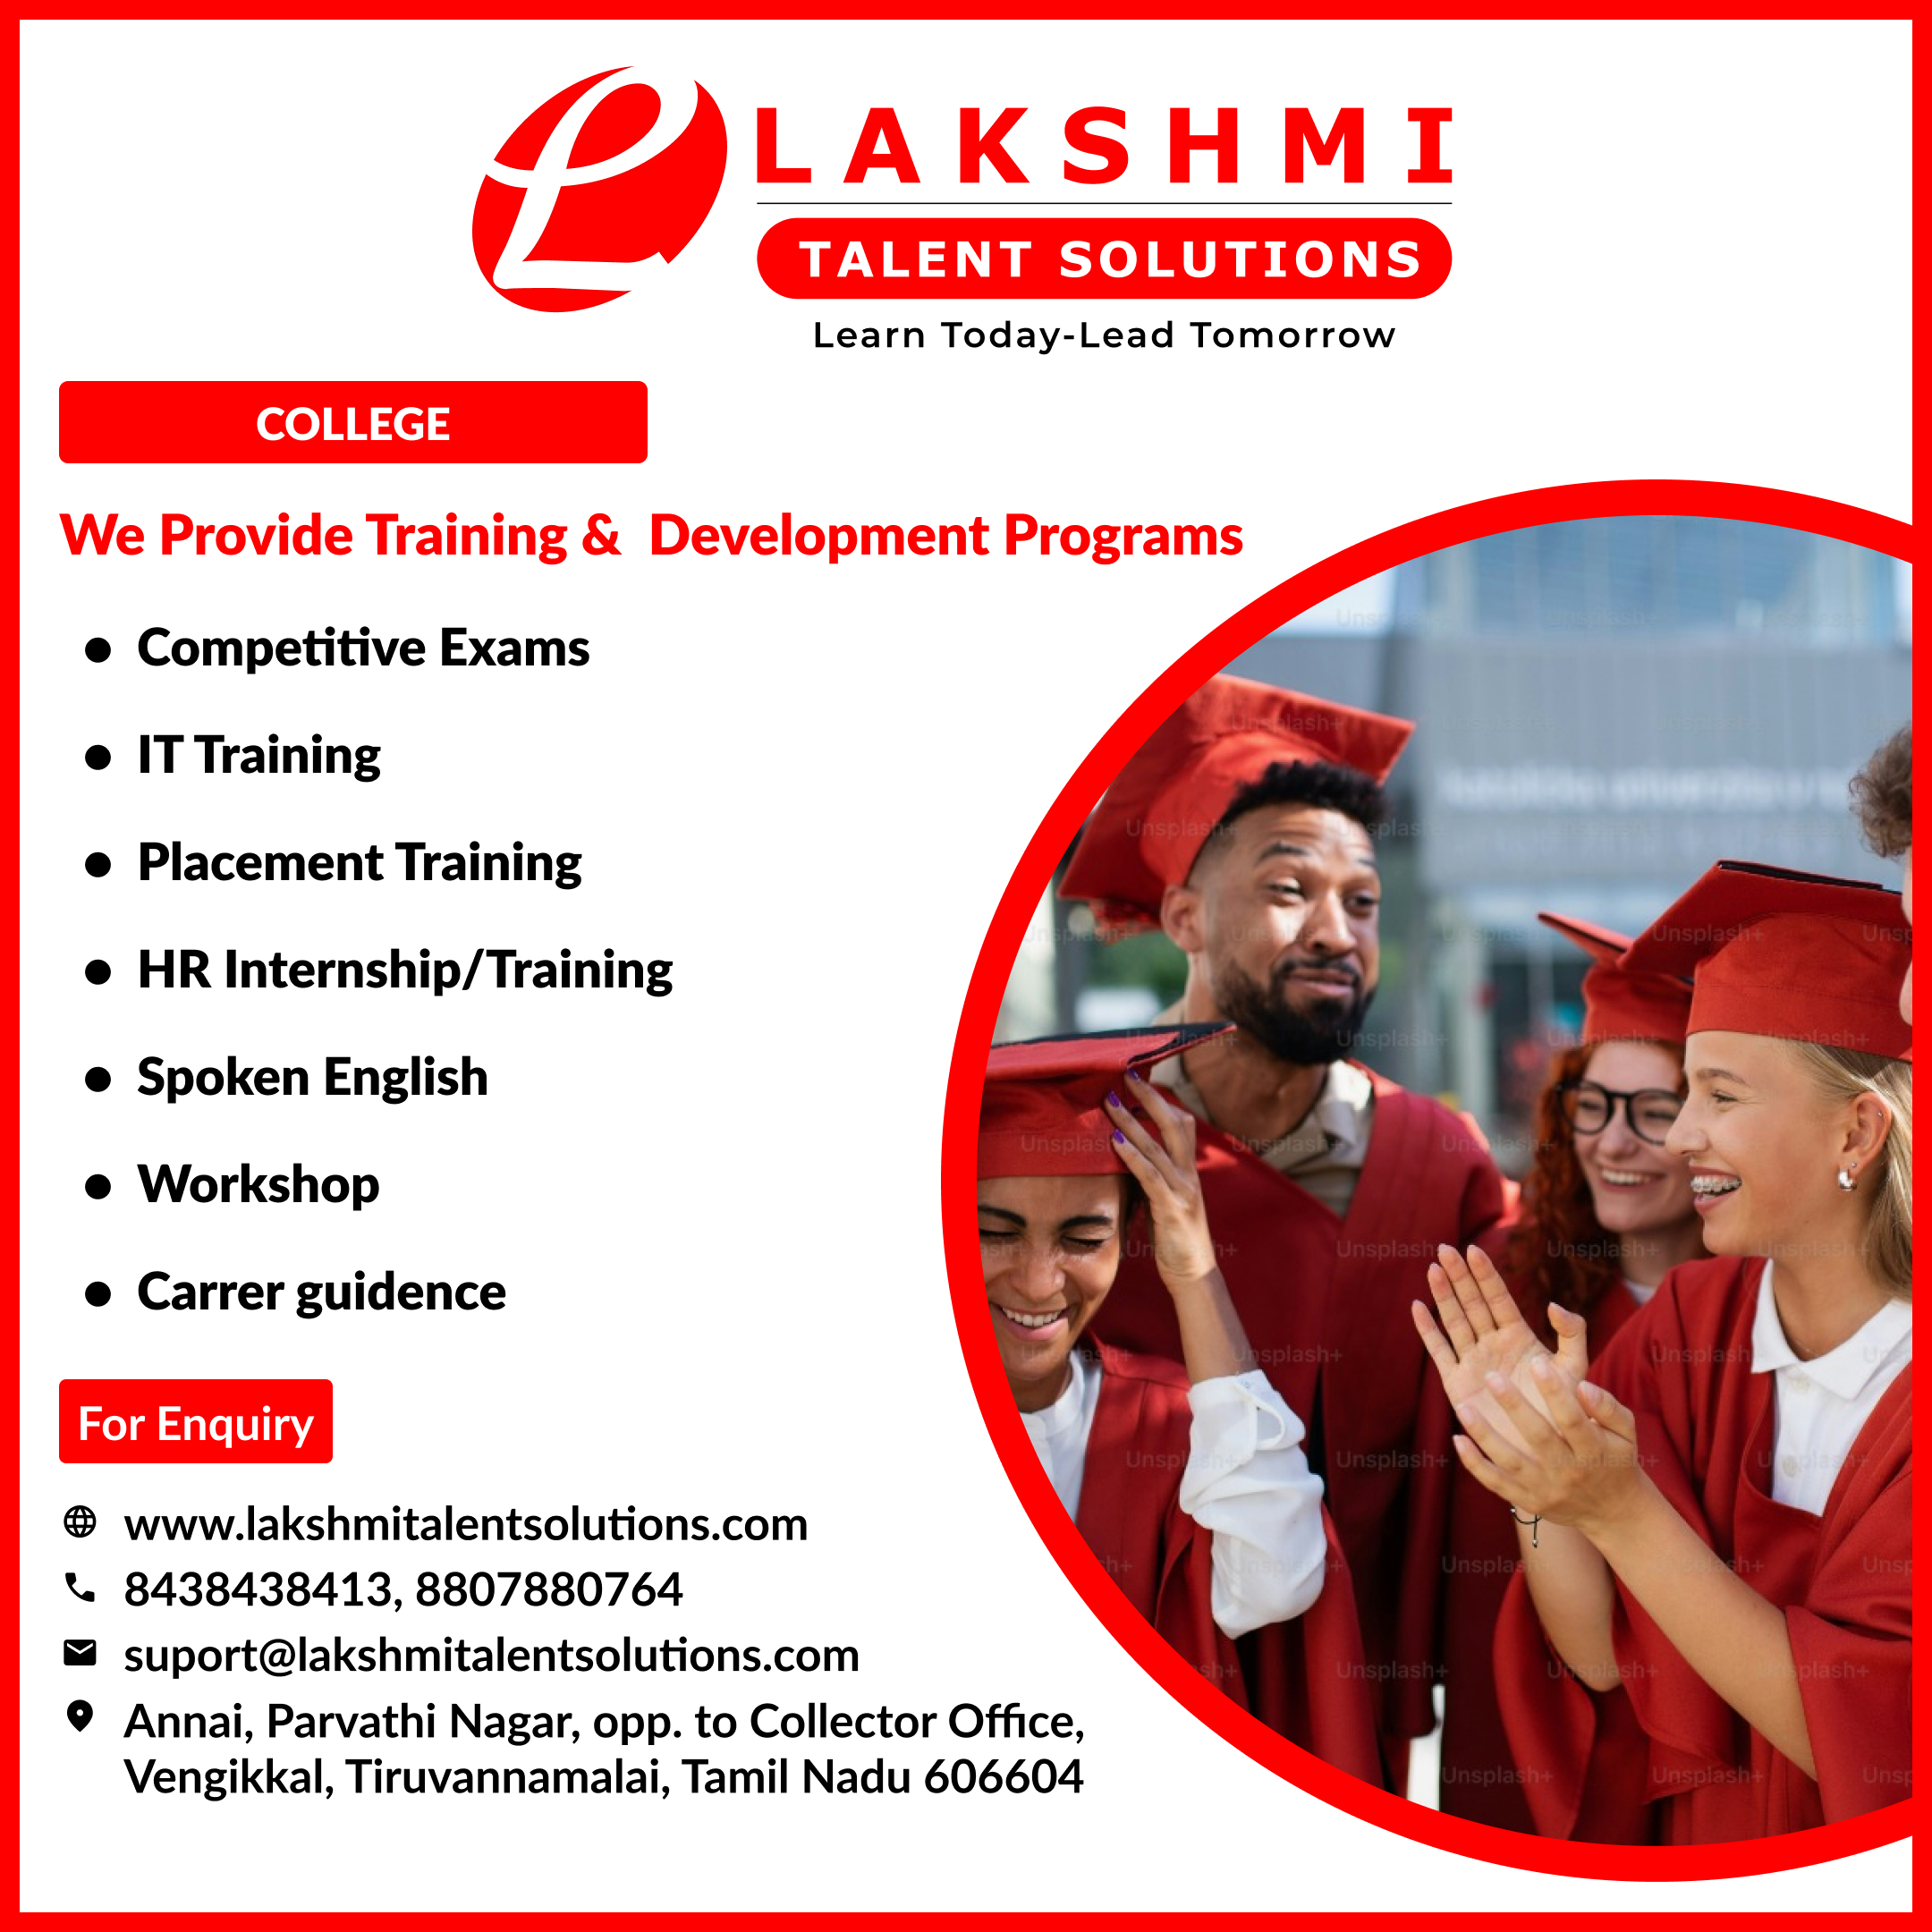 LAKSHMI
TALENT SOLUTIONS
Learn Today-Lead Tomorrow
COLLEGE
We Provide Training & Development Programs
• Competitive Exams
• IT Training
• Placement Training
• HR Internship/Training
• Spoken English
• Workshop
• Carrer guidence
For Enquiry
www.lakshmitalentsolutions.com
8438438413, 8807880764
suport@lakshmitalentsolutions.com
Annai, Parvathi Nagar, opp. to Collector Office,
Vengikkal, Tiruvannamalai, Tamil Nadu 606604
Unsplash+